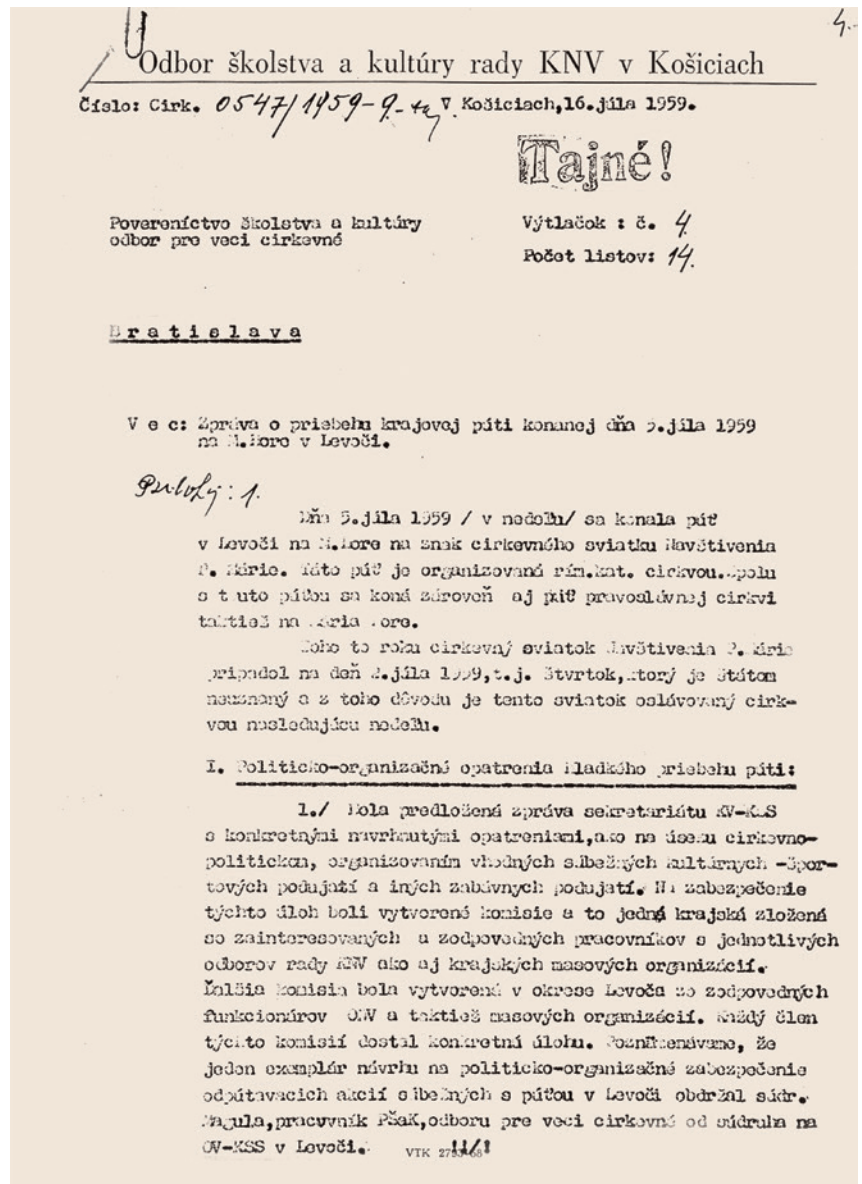 4.
Odbor školstva a kultúry rady KNV v Košiciach
Číslo: Cirk. 0547/1959-9-taj V Košiciach,16.júla 1959.
Tajné!
Povereníctvo školstva a kultúry
odbor pre veci cirkevné
Výtlačok : č. 4
Počet listov: 14.
Bratislava
V e c: Zpráva o priebehu krajovej púti konanej dňa 5.júla 1959
na M.Hore v Levoči.
Prílohy: 1.
Dňa 5.júla 1959 / v nedeľu/ sa konala púť
v Levoči na M.Hore na znak cirkevného sviatku Navštívenia
P. Márie. Táto púť je organizovaná rím.kat. cirkvou.Spolu
s touto púťou sa koná zároveň aj púť pravoslávnej cirkvi
taktiež na Mária Hore.
Toho to roku cirkevný sviatok Navštívenia P. Márie
pripadol na deň 2.júla 1959,t.j. štvrtok,ktorý je štátom
neuznaný a z toho dôvodu je tento sviatok oslávovaný cirk-
vou nasledujúcu nedeľu.
I. Politicko-organizačné opatrenia hladkého priebehu púti:
1./ Bola predložená zpráva sekretariátu KV-KSS
s konkretnými navrhnutými opatreniami,ako na úseku cirkevno-
politickom, organizovaním vhodných súbežných kultúrnych -špor-
tových podujatí a iných zábavnych podujatí. Na zabezpečenie
týchto úloh boli vytvorené komisie a to jedna krajská zložená
so zainteresovaných a zodpovedných pracovníkov s jednotlivých
odborov rady KNV ako aj krajských masových organizácií.
Ďalšia komisia bola vytvorená v okrese Levoča zo zodpovedných
funkcionárov ONV a taktiež masových organizácií. Každý člen
týchto komisií dostal konkretnú úlohu. Poznamenávame, že
jeden exemplár návrhu na politicko-organizačné zabezpečenie
odpútavacich akcií súbežných s púťou v Levoči obdržal súdr.
Magula,pracovník PŠaK,odboru pre veci cirkevné od súdruha na
OV-KSS v Levoči.
VTK